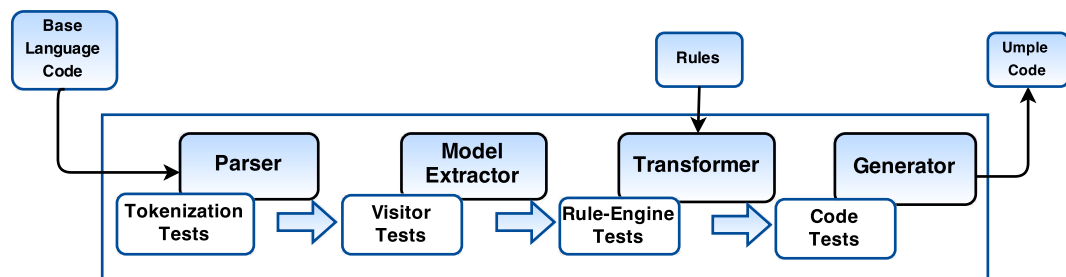 Base
Language
Code
Rules
Umple
Code
Parser
Model
Extractor
Transformer
Generator
Tokenization
Tests
Visitor
Tests
Rule-Engine
Tests
Code
Tests